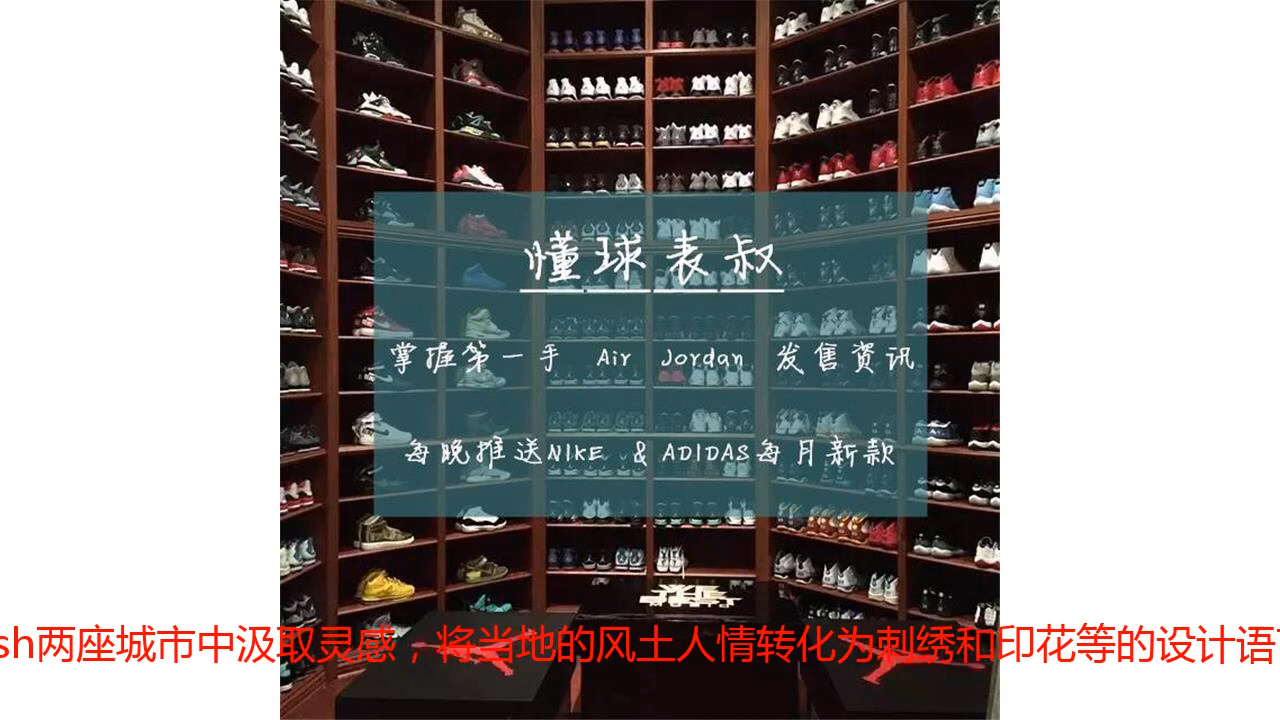 懂球表叔
掌握第一手 Air Jordan 发售資讯
每晚推送NIKE & ADIDAS每月新款
sh两座城市中汲取灵感，将当地的风土人情转化为刺绣和印花等的设计语